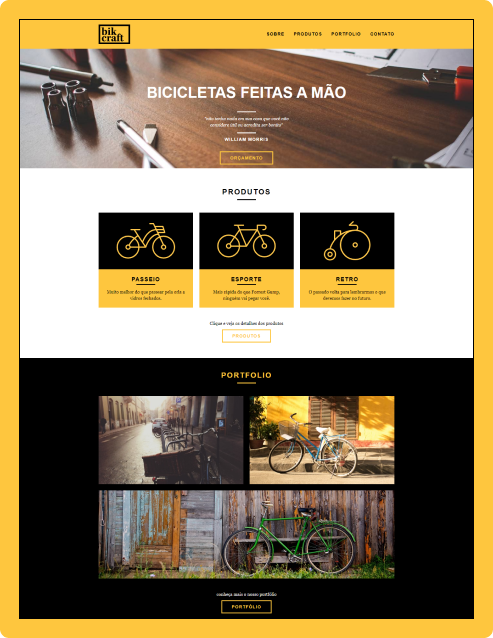 bik
craft
SOBRE PRODUTOS PORTFOLIO CONTATO
BICICLETAS FEITAS A MÃO
"não tenha nada em sua casa que você não
considere útil ou acredita ser bonito"
WILLIAM MORRIS
ORÇAMENTO
PRODUTOS
PASSEIO
Muito melhor do que passear pela orla a
vidros fechados.
ESPORTE
Mais rápida do que Forrest Gump,
ninguém vai pegar você.
RETRO
O passado volta para lembrarmos o que
devemos fazer no futuro.
Clique e veja os detalhes dos produtos
PRODUTOS
PORTFOLIO
conheça mais o nosso portfólio
PORTFÓLIO